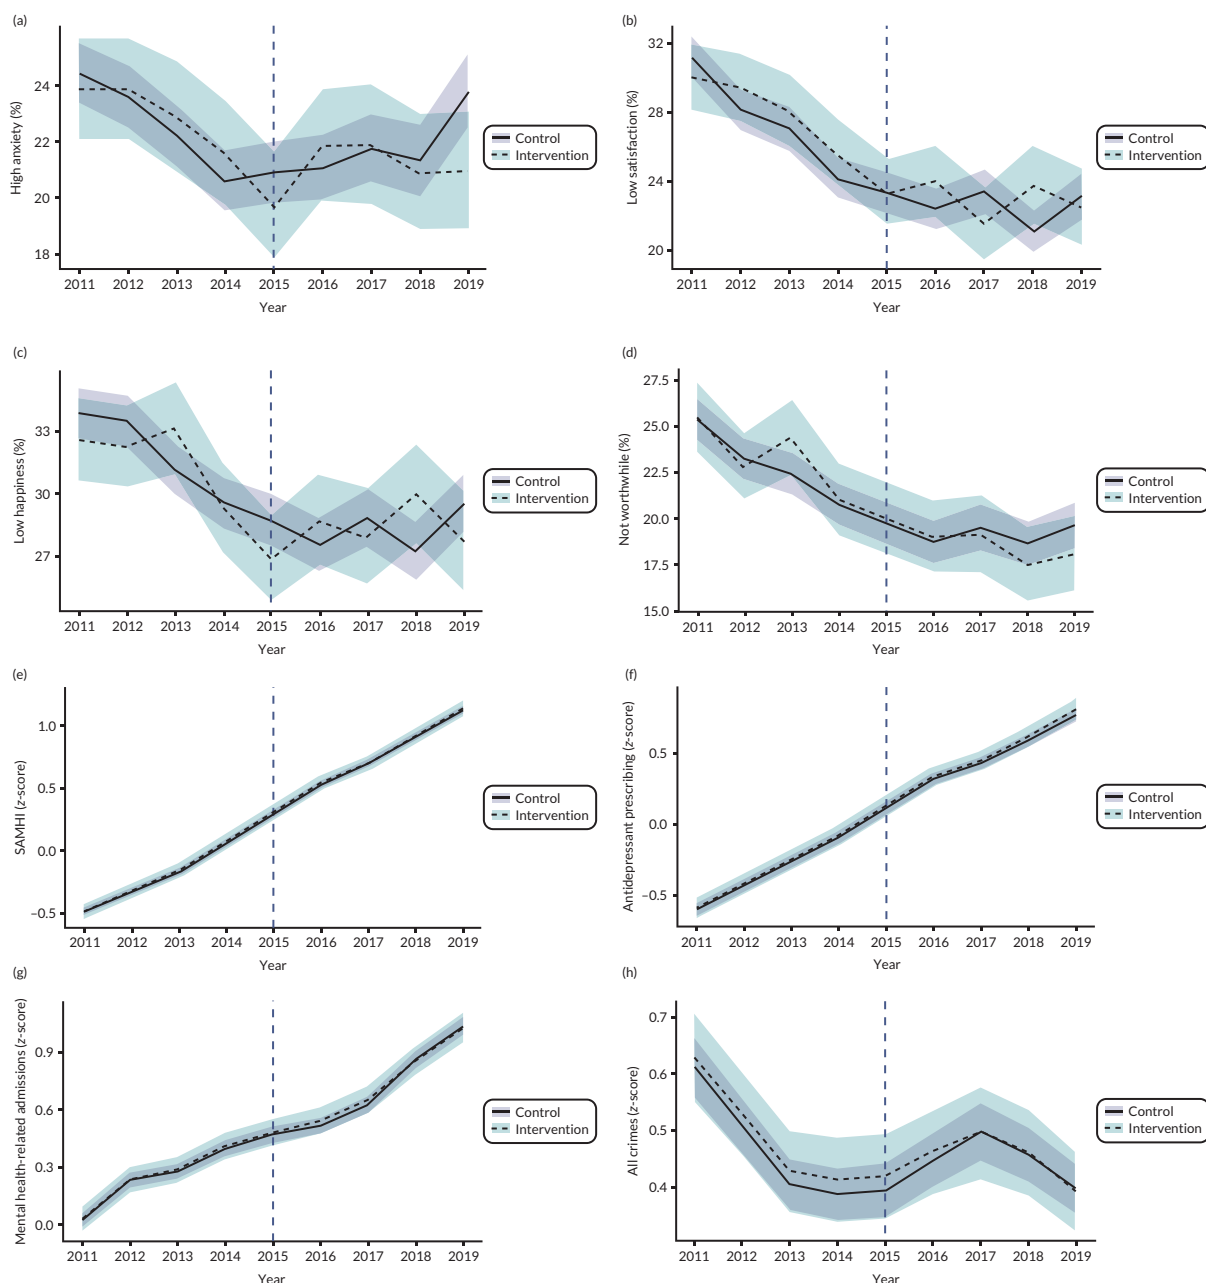 (a)
High anxiety (%)
24
22
20
18
2011 2012 2013 2014 2015 2016 2017 2018 2019
Year
Control
Intervention
(b)
Low satisfaction (%)
32
28
24
20
2011 2012 2013 2014 2015 2016 2017 2018 2019
Year
Control
Intervention
(c)
Low happiness (%)
33
30
27
2011 2012 2013 2014 2015 2016 2017 2018 2019
Year
Control
Intervention
(d)
Not worthwhile (%)
27.5
25.0
22.5
20.0
17.5
15.0
2011 2012 2013 2014 2015 2016 2017 2018 2019
Year
Control
Intervention
(e)
SAMHI (z-score)
1.0
0.5
0.0
–0.5
2011 2012 2013 2014 2015 2016 2017 2018 2019
Year
Control
Intervention
(f)
Antidepressant prescribing (z-score)
0.5
0.0
–0.5
2011 2012 2013 2014 2015 2016 2017 2018 2019
Year
Control
Intervention
(g)
Mental health-related admissions (z-score)
0.9
0.6
0.3
0.0
2011 2012 2013 2014 2015 2016 2017 2018 2019
Year
Control
Intervention
(h)
All crimes (z-score)
0.7
0.6
0.5
0.4
2011 2012 2013 2014 2015 2016 2017 2018 2019
Year
Control
Intervention